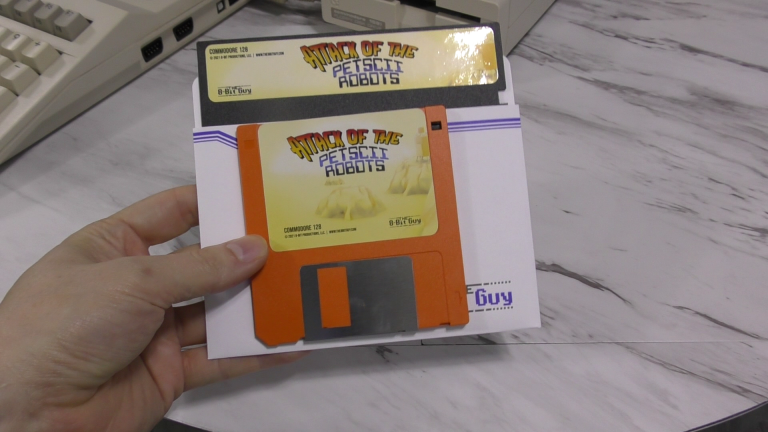 COMMODORE 128
ATTACK OF THE
PETSCII
ROBOTS
8-Bit Guy
ATTACK OF THE
PETSCII
ROBOTS
COMMODORE 128
8-Bit Guy
Guy